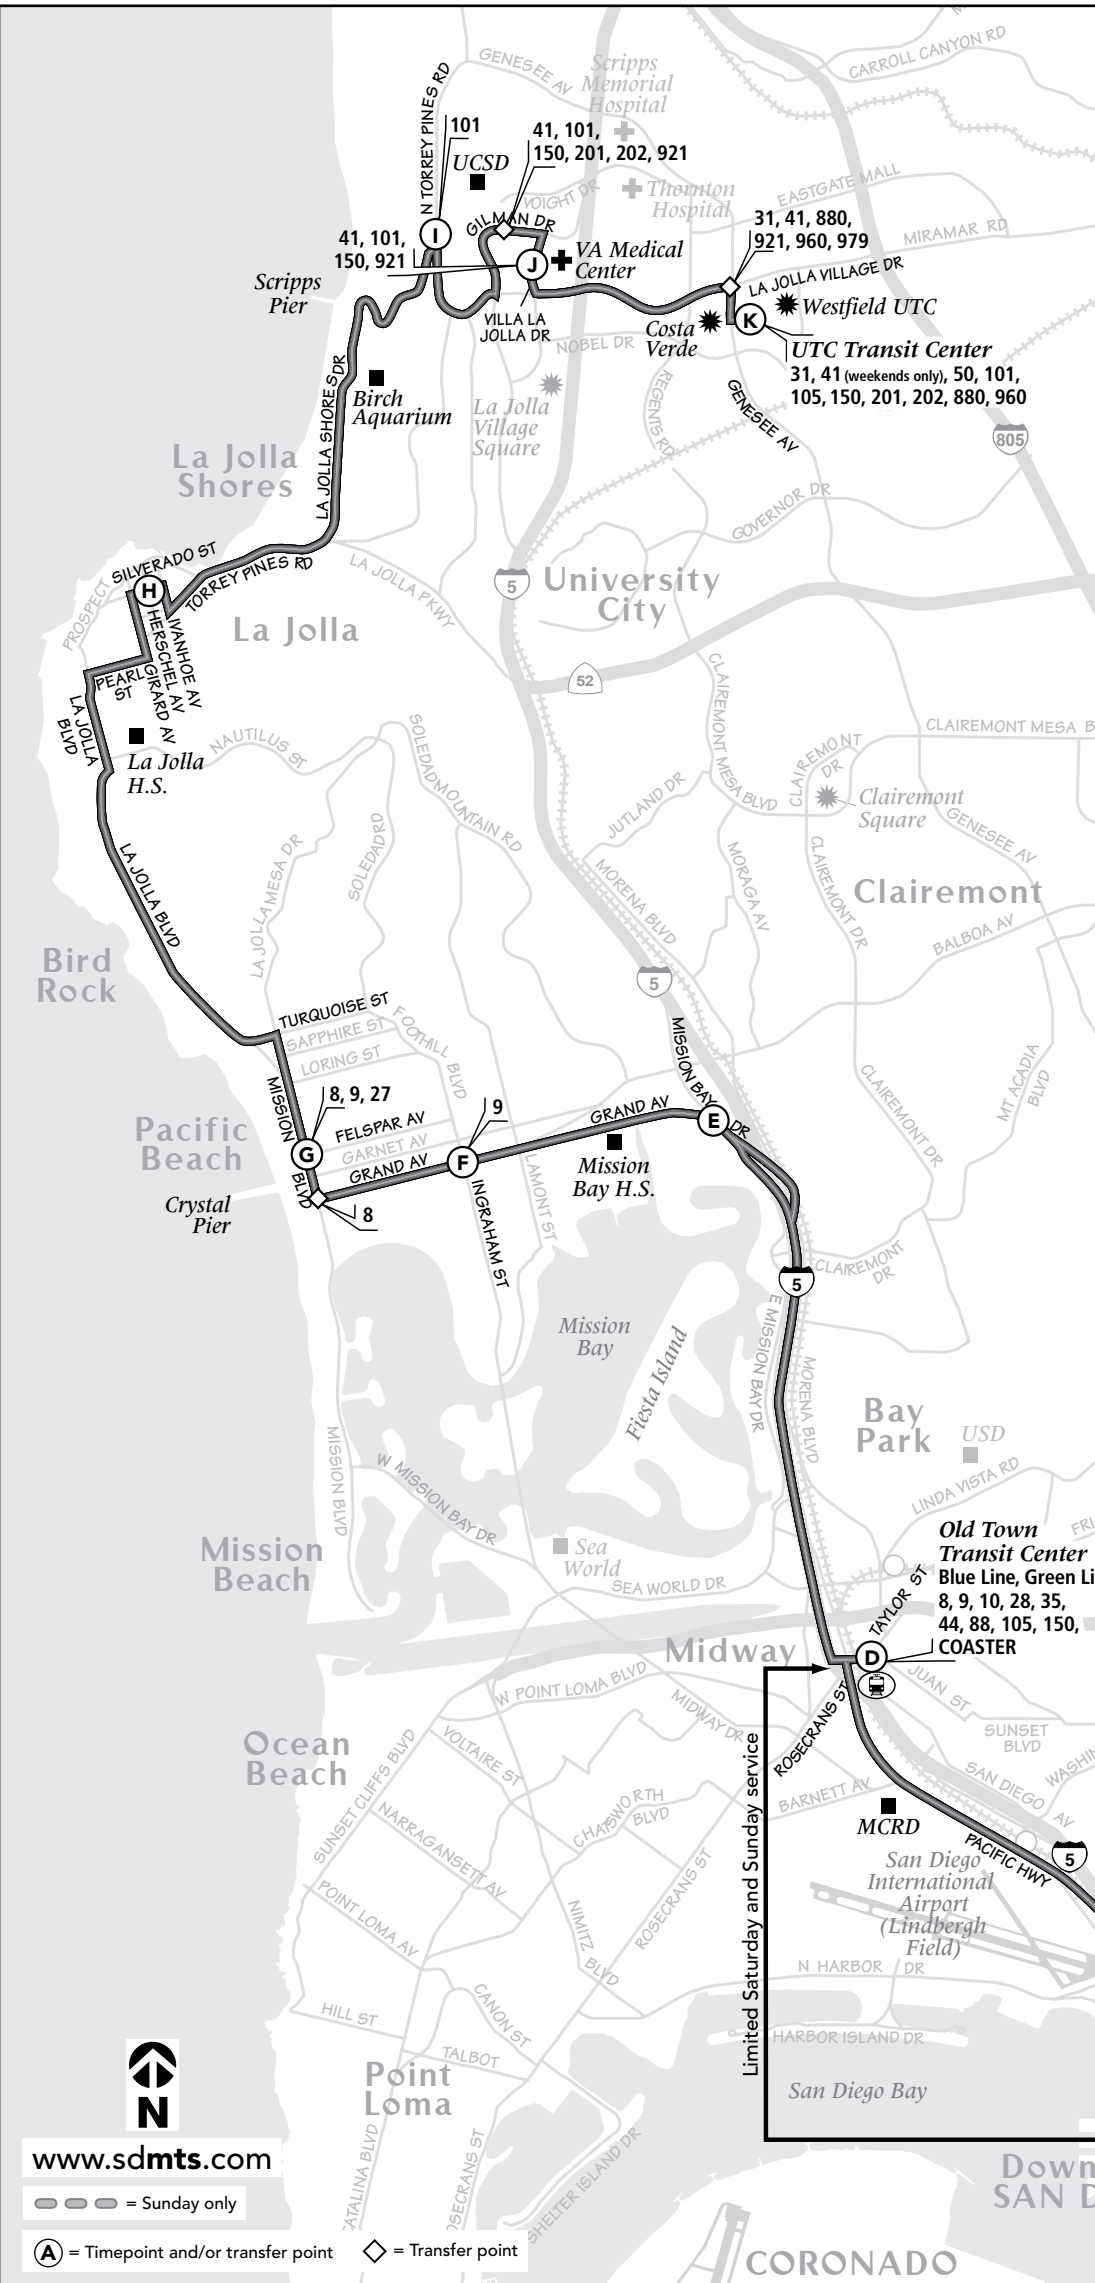 CARROLL CANYON RD
GENESEE AV
Scripps
Memorial
Hospital
N TORREY PINES RD
101
UCSD
41, 101,
150, 201, 202, 921
VOIGHT DR
Thornton
Hospital
EASTGATE MALL
MIRAMAR RD
GILMAN DR
I
41, 101,
150, 921
J
VA Medical
Center
31, 41, 880,
921, 960, 979
LA JOLLA VILLAGE DR
Scripps
Pier
VILLA LA
JOLLA DR
Costa
Verde
K
Westfield UTC
NOBEL DR
UTC Transit Center
31, 41 (weekends only), 50, 101,
105, 150, 201, 202, 880, 960
LA JOLLA SHORES DR
Birch
Aquarium
La Jolla
Village
Square
REGENTS RD
GENESEE AV
805
La Jolla
Shores
GOVERNOR DR
SILVERADO ST
TORREY PINES RD
LA JOLLA PKWY
5
University
City
PROSPECT
H
La Jolla
IVANHOE AV
HERSCHEL AV
GIRARD AV
PEARL
ST
52
LA JOLLA
BLVD
La Jolla
H.S.
NAUTILUS ST
SOLEDAD MOUNTAIN RD
CLAIREMONT MESA BLVD
CLAIREMONT MESA B
CLAIREMONT
DR
JUTLAND DR
Clairemont
Square
GENESEE AV
LA JOLLA BLVD
LA JOLLA MESA DR
SOLEDAD RD
MORENA BLVD
MORAGA AV
CLAIREMONT DR
Clairemont
BALBOA AV
Bird
Rock
5
TURQUOISE ST
SAPPHIRE ST
LORING ST
FOOTHILL BLVD
MISSION BAY DR
MT ACADIA
BLVD
CLAIREMONT DR
MISSION BLVD
8, 9, 27
9
GRAND AV
E
Pacific
Beach
G
FELSPAR AV
GARNET AV
GRAND AV
F
Mission
Bay H.S.
LAMONT ST
INGRAHAM ST
Crystal
Pier
8
CLAIREMONT
DR
5
Mission
Bay
Fiesta Island
E MISSION BAY DR
MORENA BLVD
Bay
Park
USD
LINDA VISTA RD
MISSION BLVD
W MISSION BAY DR
Mission
Beach
Sea
World
SEA WORLD DR
FRI
Old Town
Transit Center
Blue Line, Green Li
8, 9, 10, 28, 35,
44, 88, 105, 150,
COASTER
TAYLOR ST
Midway
D
W POINT LOMA BLVD
MIDWAY DR
JUAN ST
ROSECRANS ST
SUNSET
BLVD
WASHIN
Ocean
Beach
SUNSET CLIFFS BLVD
VOLTAIRE ST
CHATSWORTH
BLVD
BARNETT AV
SAN DIEGO AV
MCRD
NARRAGANSETT AV
PACIFIC HWY
5
San Diego
International
Airport
(Lindbergh
Field)
POINT LOMA AV
NIMITZ BLVD
ROSECRANS ST
N HARBOR DR
HILL ST
CANON ST
TALBOT
HARBOR ISLAND DR
San Diego Bay
Limited Saturday and Sunday service
Point
Loma
CATALINA BLVD
OSECRANS ST
SHELTER ISLAND DR
Down
SAN D
CORONADO
N
www.sdmts.com
= Sunday only
A = Timepoint and/or transfer point
= Transfer point